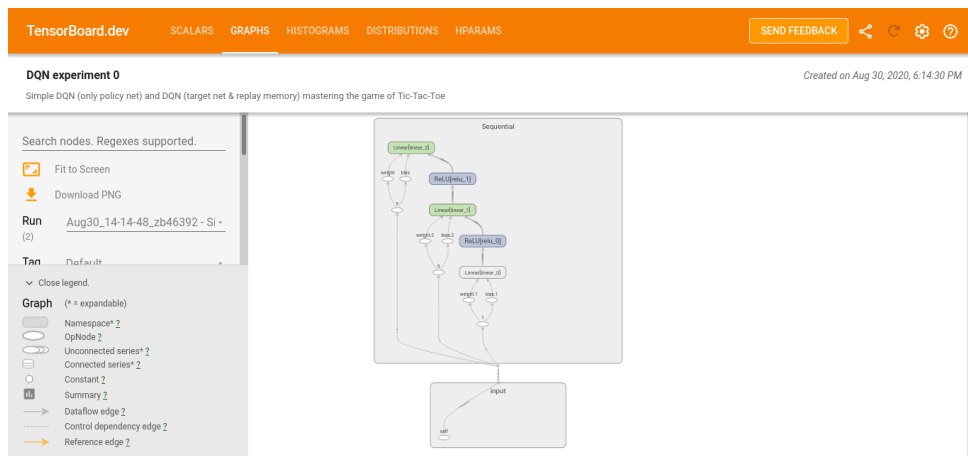 TensorBoard.dev SCALARS GRAPHS HISTOGRAMS DISTRIBUTIONS HPARAMS SEND FEEDBACK
DQN experiment 0 Created on Aug 30, 2020, 6:14:30 PM
Simple DQN (only policy net) and DQN (target net & replay memory) mastering the game of Tic-Tac-Toe
Search nodes. Regexes supported.
Fit to Screen
Download PNG
Run Aug30_14-14-48_zb46392 - Si
(2)
Tag Default
Close legend.
Graph (* = expandable)
Namespace* ?
OpNode ?
Unconnected series* ?
Connected series* ?
Constant ?
Summary ?
Dataflow edge ?
Control dependency edge ?
Reference edge ?
Sequential
Linear[linear_2]
weight bias
ReLU[relu_1]
Linear[linear_1]
weight.2 bias.2
ReLU[relu_0]
Linear[linear_0]
weight.1 bias.1
input
self